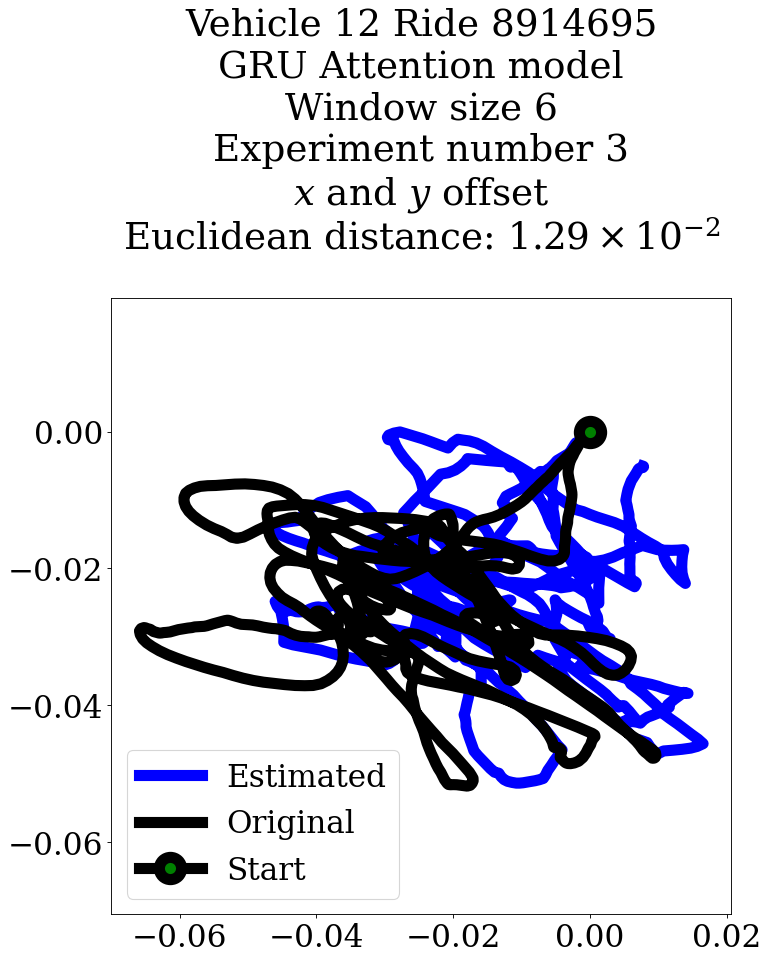 Vehicle 12 Ride 8914695
GRU Attention model
Window size 6
Experiment number 3
x and y offset
Euclidean distance: 1.29 × 10⁻²
0.00
−0.02
−0.04
−0.06
Estimated
Original
Start
−0.06 −0.04 −0.02 0.00 0.02